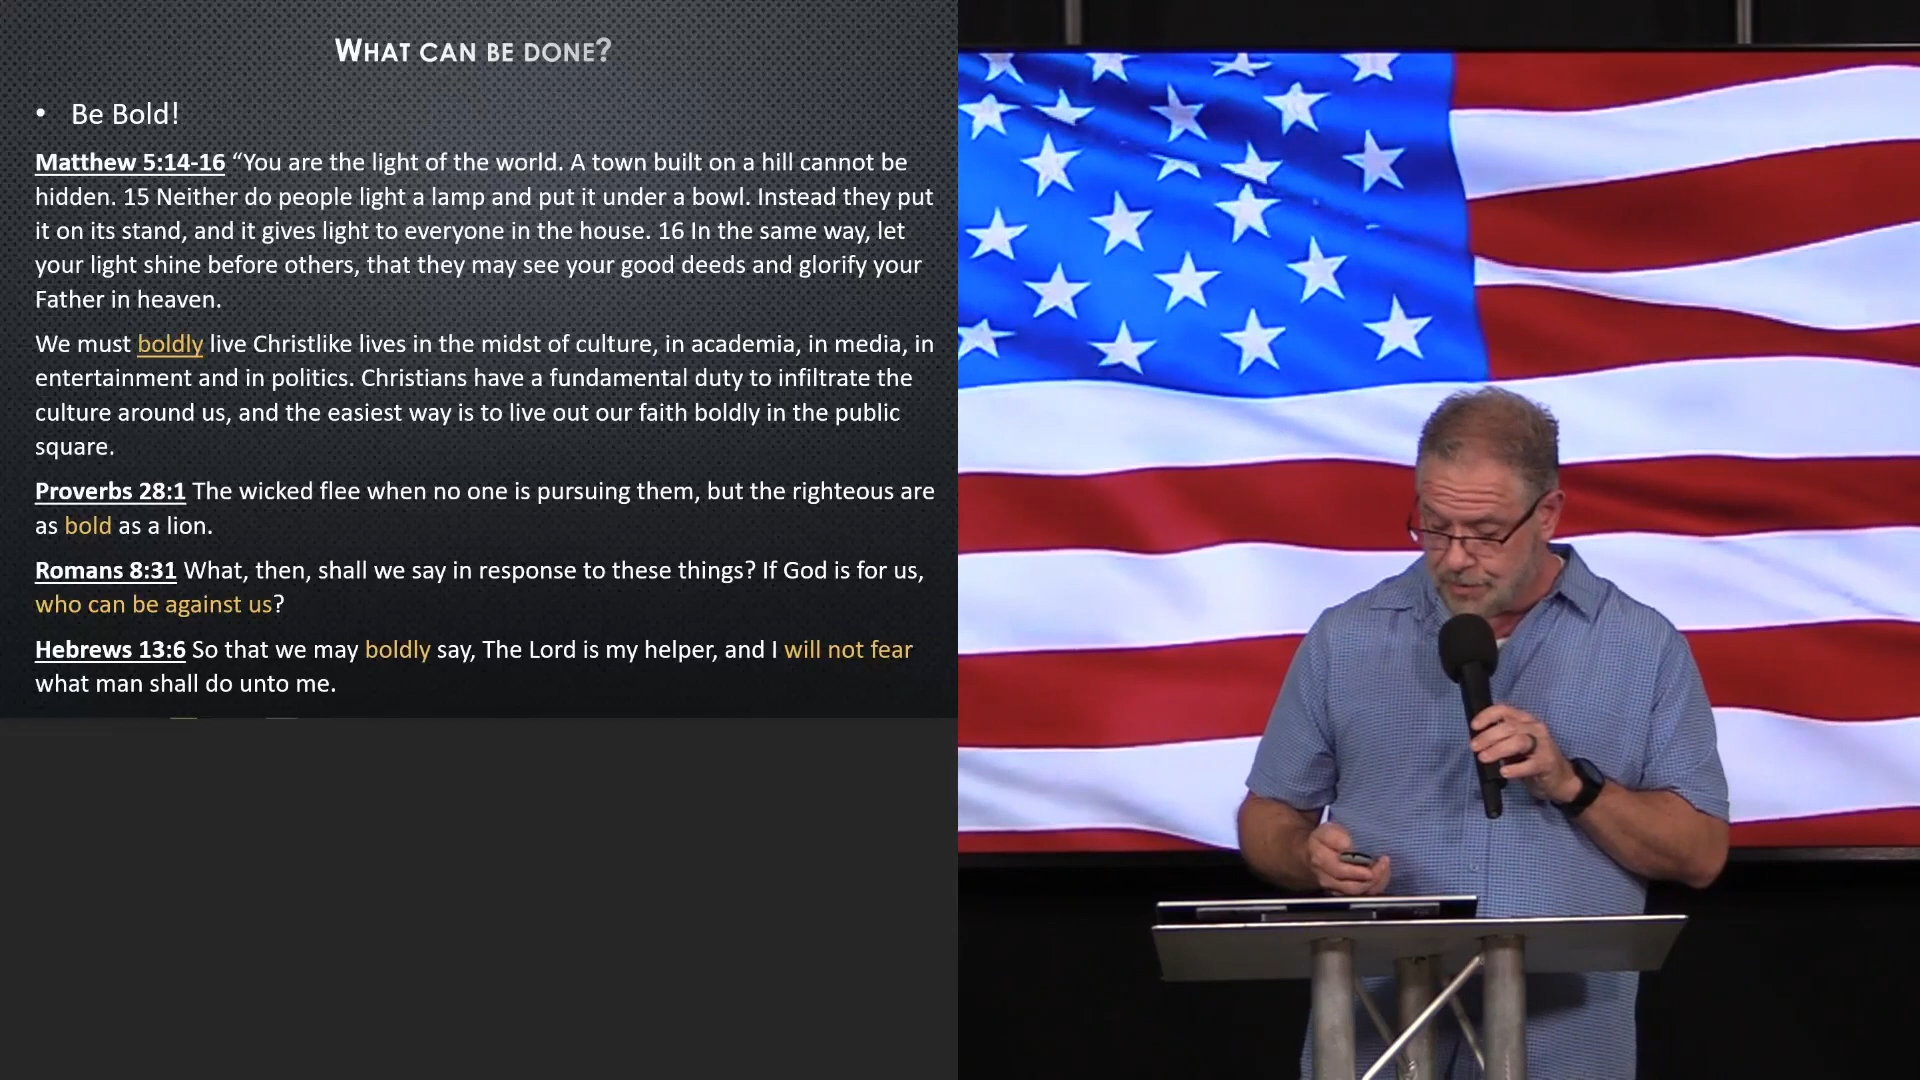 WHAT CAN BE DONE?
• Be Bold!
Matthew 5:14-16 “You are the light of the world. A town built on a hill cannot be
hidden. 15 Neither do people light a lamp and put it under a bowl. Instead they put
it on its stand, and it gives light to everyone in the house. 16 In the same way, let
your light shine before others, that they may see your good deeds and glorify your
Father in heaven.
We must boldly live Christlike lives in the midst of culture, in academia, in media, in
entertainment and in politics. Christians have a fundamental duty to infiltrate the
culture around us, and the easiest way is to live out our faith boldly in the public
square.
Proverbs 28:1 The wicked flee when no one is pursuing them, but the righteous are
as bold as a lion.
Romans 8:31 What, then, shall we say in response to these things? If God is for us,
who can be against us?
Hebrews 13:6 So that we may boldly say, The Lord is my helper, and I will not fear
what man shall do unto me.